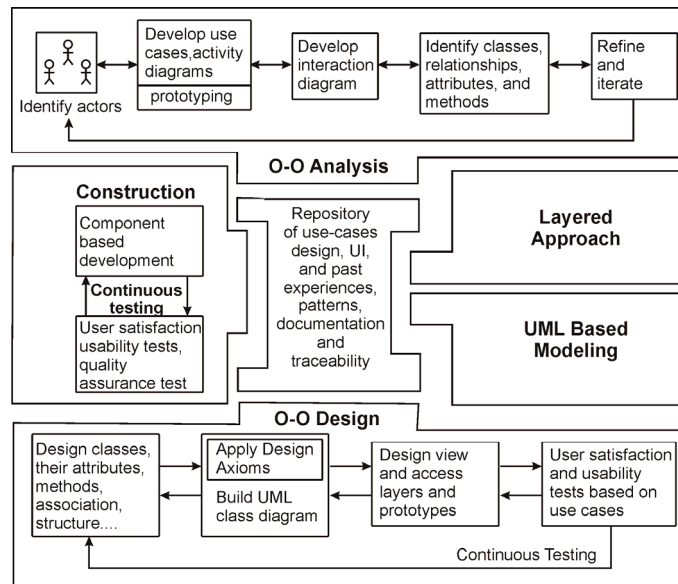 Develop use
cases,activity
diagrams
prototyping
Identify actors
Develop
interaction
diagram
Identify classes,
relationships,
attributes, and
methods
Refine
and
iterate
O-O Analysis
Construction
Component
based
development
Continuous
testing
User satisfaction
usability tests,
quality
assurance test
Repository
of use-cases
design, UI,
and past
experiences,
patterns,
documentation
and
traceability
Layered
Approach
UML Based
Modeling
O-O Design
Design classes,
their attributes,
methods,
association,
structure....
Apply Design
Axioms
Build UML
class diagram
Design view
and access
layers and
prototypes
User satisfaction
and usability
tests based on
use cases
Continuous Testing